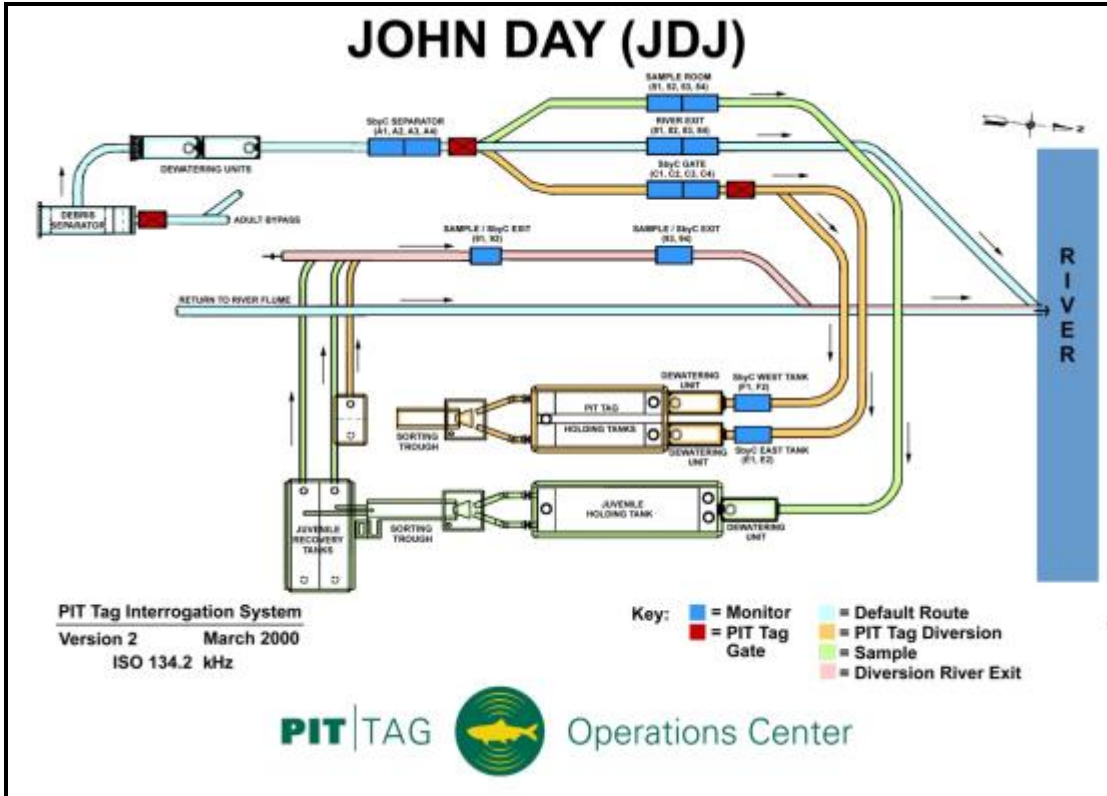 JOHN DAY (JDJ)
SAMPLE ROOM
(S1, S2, S3, S4)
SbyC SEPARATOR
(A1, A2, A3, A4)
RIVER EXIT
(B1, B2, B3, B4)
SbyC GATE
(C1, C2, C3, C4)
DEWATERING UNITS
DEBRIS
SEPARATOR
ADULT BYPASS
SAMPLE / SbyC EXIT
SAMPLE / SbyC EXIT
(93, 94)
RETURN TO RIVER FLUME
RIVER
DEWATERING
UNIT
SbyC WEST TANK
(F1, F2)
PIT TAG
HOLDING TANKS
SORTING
TROUGH
DEWATERING
UNIT
SbyC EAST TANK
(E1, E2)
JUVENILE
HOLDING TANK
JUVENILE
RECOVERY
TANKS
SORTING
TROUGH
DEWATERING
UNIT
PIT Tag Interrogation System
Version 2 March 2000
ISO 134.2 kHz
Key:
= Monitor
= PIT Tag
Gate
= Default Route
= PIT Tag Diversion
= Sample
= Diversion River Exit
PIT TAG Operations Center